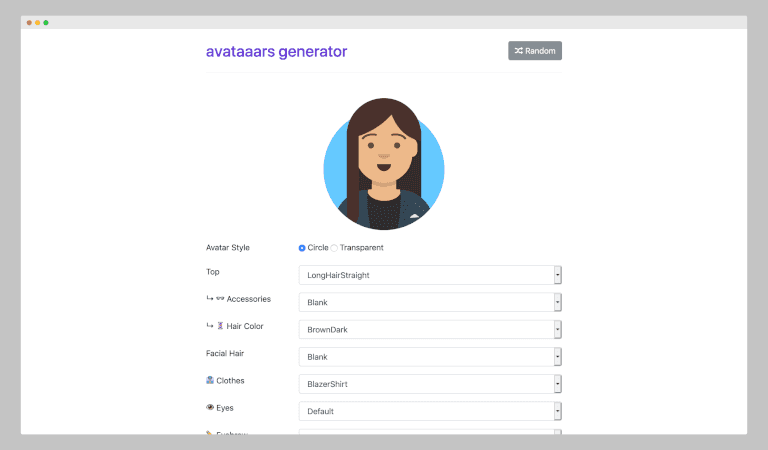 avataaars generator
Random
Avatar Style
Circle Transparent
Top
LongHairStraight
Accessories
Blank
Hair Color
BrownDark
Facial Hair
Blank
Clothes
BlazerShirt
Eyes
Default